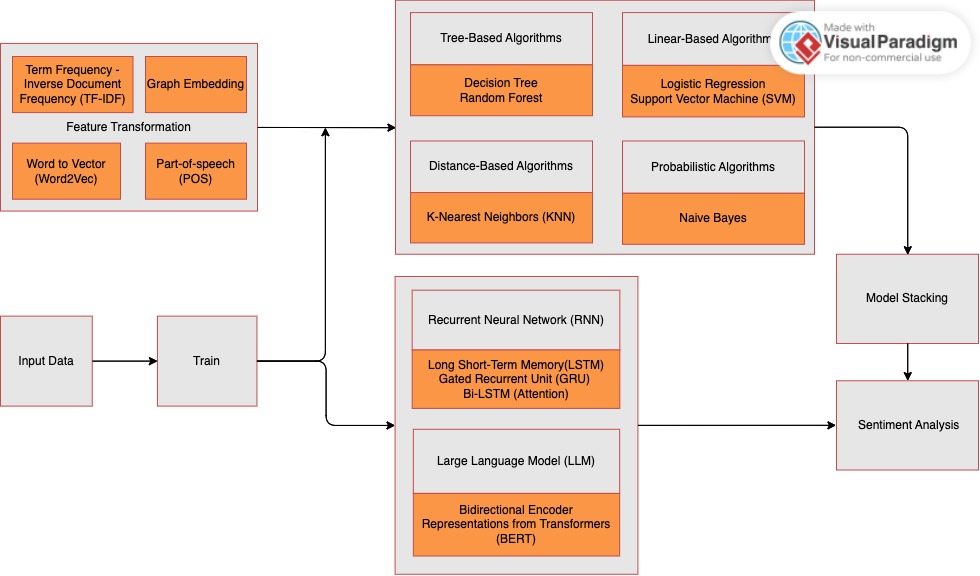 Made with
Visual Paradigm
For non-commercial use
Term Frequency -
Inverse Document
Frequency (TF-IDF)
Graph Embedding
Feature Transformation
Word to Vector
(Word2Vec)
Part-of-speech
(POS)
Tree-Based Algorithms
Decision Tree
Random Forest
Linear-Based Algorithm
Logistic Regression
Support Vector Machine (SVM)
Distance-Based Algorithms
K-Nearest Neighbors (KNN)
Probabilistic Algorithms
Naive Bayes
Model Stacking
Input Data
Train
Recurrent Neural Network (RNN)
Long Short-Term Memory(LSTM)
Gated Recurrent Unit (GRU)
Bi-LSTM (Attention)
Large Language Model (LLM)
Bidirectional Encoder
Representations from Transformers
(BERT)
Sentiment Analysis